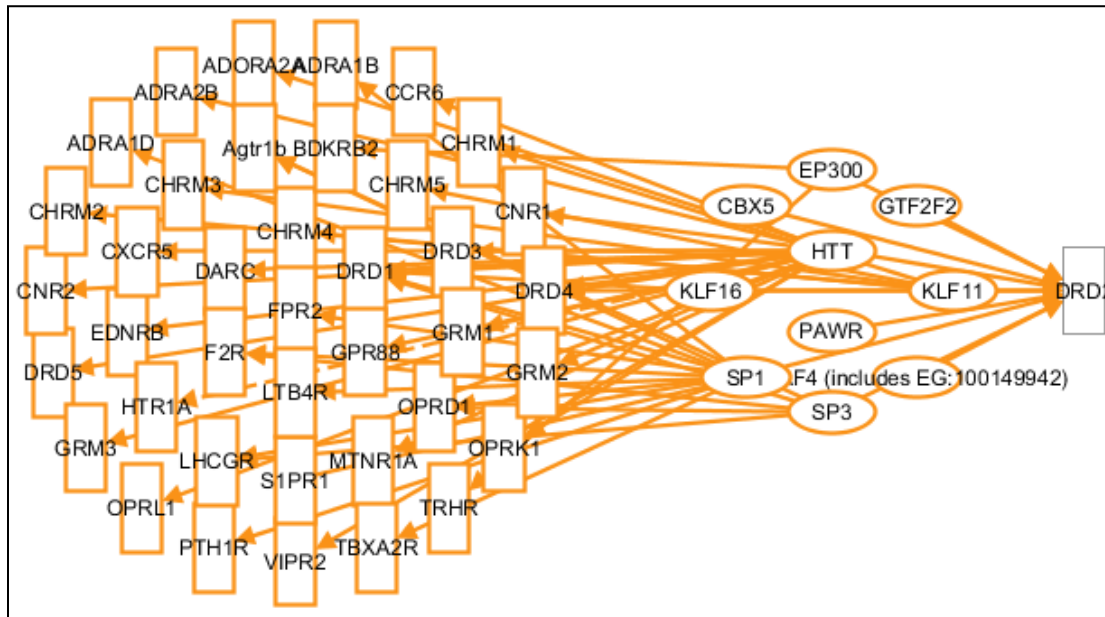 ADORA2A
ADRA1B
ADRA2B
CCR6
ADRA1D
Agtr1b
BDKRB2
CHRM1
EP300
CHRM3
CHRM5
CHRM2
CNR1
CBX5
GTF2F2
CHRM4
CXCR5
DRD3
HTT
DARC
DRD1
CNR2
DRD4
KLF16
KLF11
DRD2
FPR2
EDNRB
GRM1
PAWR
F2R
GPR88
DRD5
GRM2
SP1
F4 (includes EG:100149942)
LTB4R
HTR1A
OPRD1
SP3
GRM3
OPRK1
LHCGR
MTNR1A
S1PR1
OPRL1
TRHR
PTH1R
TBXA2R
VIPR2